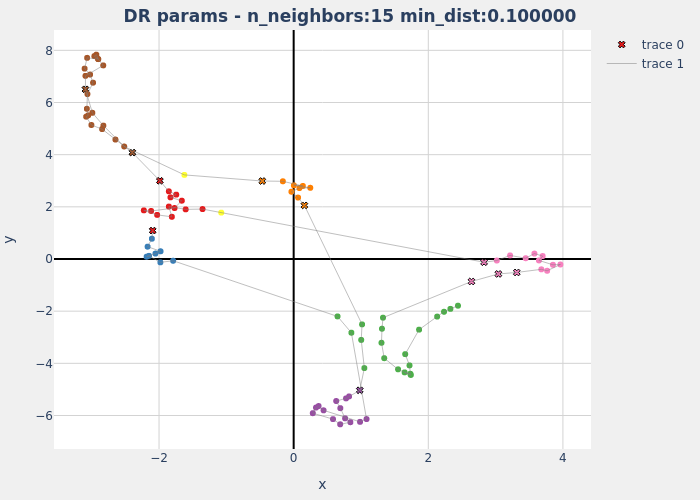 DR params - n_neighbors:15 min_dist:0.100000
trace 0
trace 1
8
6
4
2
0
−2
−4
−6
y
−2
0
2
4
x